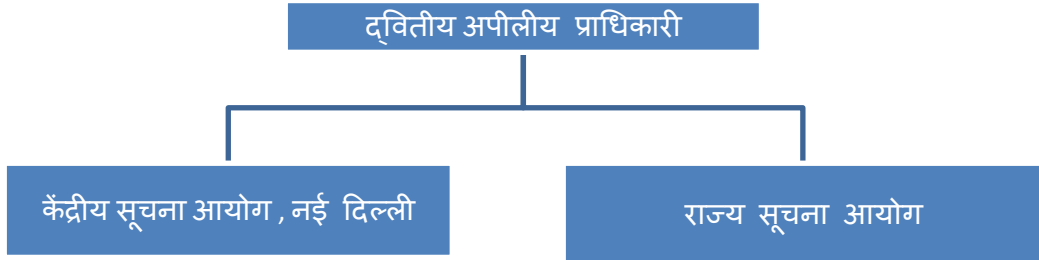 द्वितीय अपीलीय प्राधिकारी
केंद्रीय सूचना आयोग , नई दिल्ली
राज्य सूचना आयोग